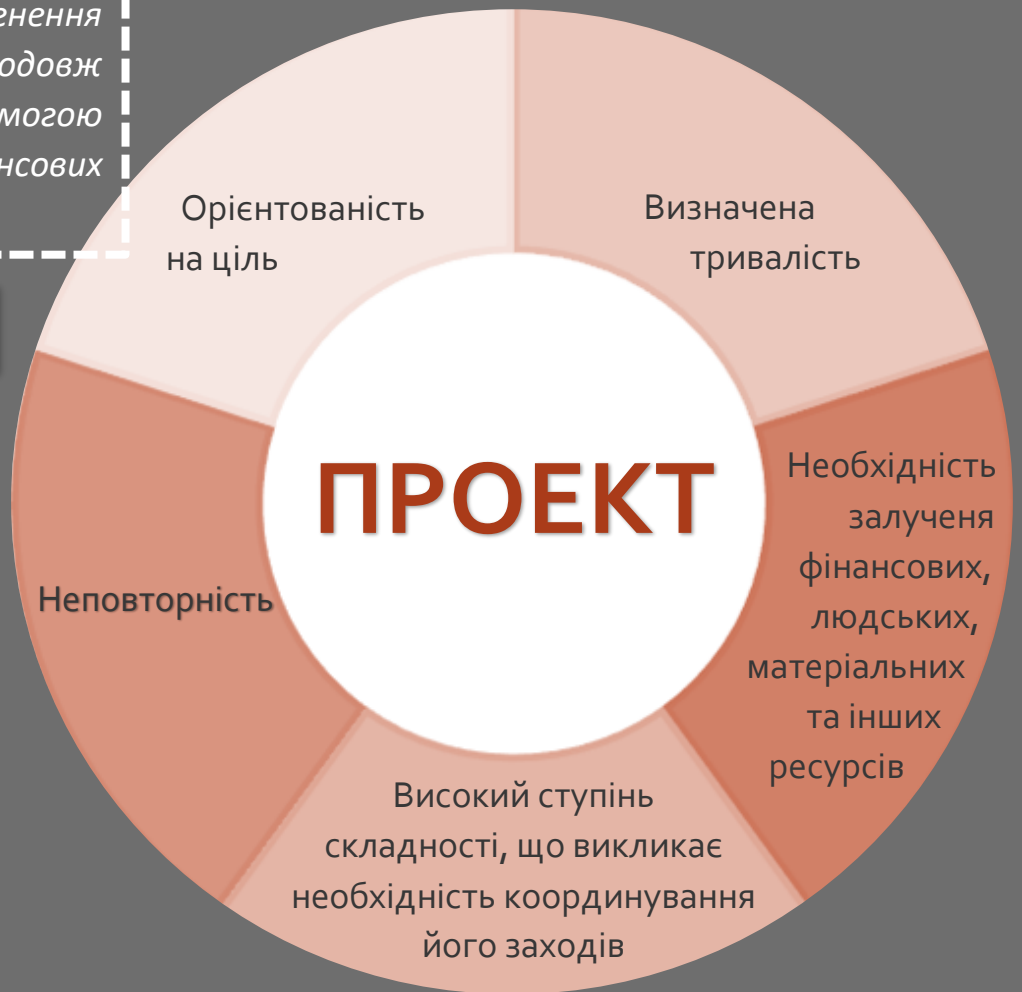 нсових
Орієнтованість
на ціль
Визначена
тривалість
ПРОЕКТ
Необхідність
залученя
фінансових,
людських,
матеріальних
та інших
ресурсів
Неповторність
Високий ступінь
складності, що викликає
необхідність координування
його заходів